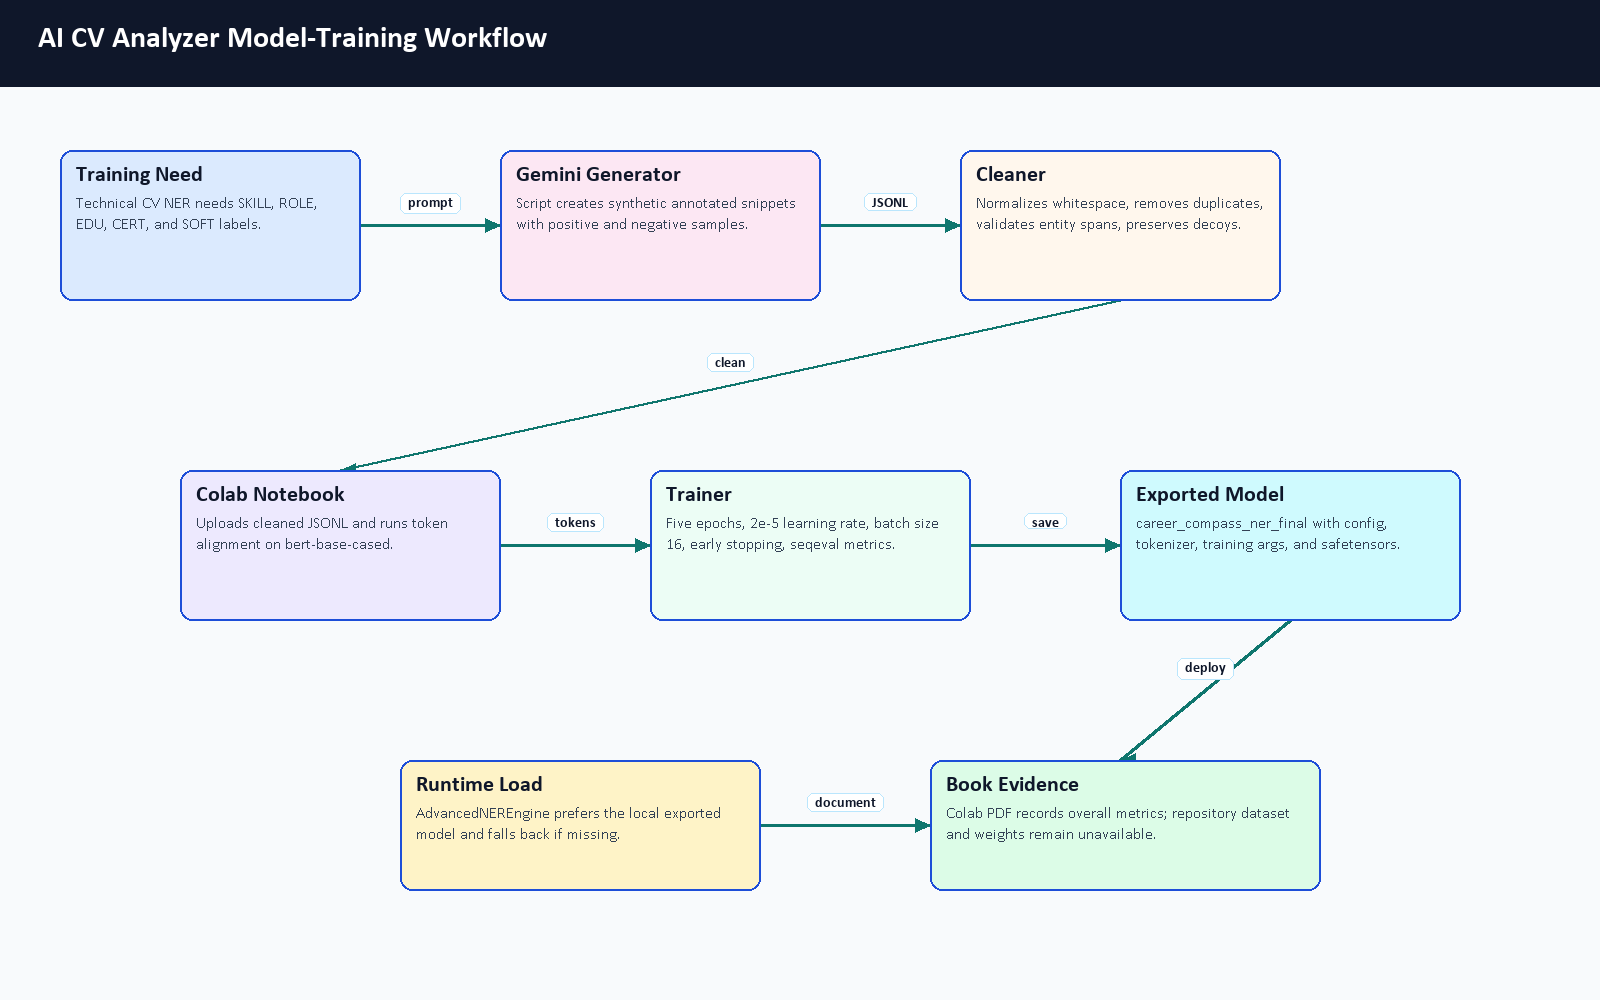 AI CV Analyzer Model-Training Workflow
Training Need
Technical CV NER needs SKILL, ROLE,
EDU, CERT, and SOFT labels.
prompt
Gemini Generator
Script creates synthetic annotated snippets
with positive and negative samples.
JSONL
Cleaner
Normalizes whitespace, removes duplicates,
validates entity spans, preserves decoys.
clean
Colab Notebook
Uploads cleaned JSONL and runs token
alignment on bert-base-cased.
tokens
Trainer
Five epochs, 2e-5 learning rate, batch size
16, early stopping, seqeval metrics.
save
Exported Model
career_compass_ner_final with config,
tokenizer, training args, and safetensors.
deploy
Runtime Load
AdvancedNEREngine prefers the local exported
model and falls back if missing.
document
Book Evidence
Colab PDF records overall metrics; repository dataset
and weights remain unavailable.